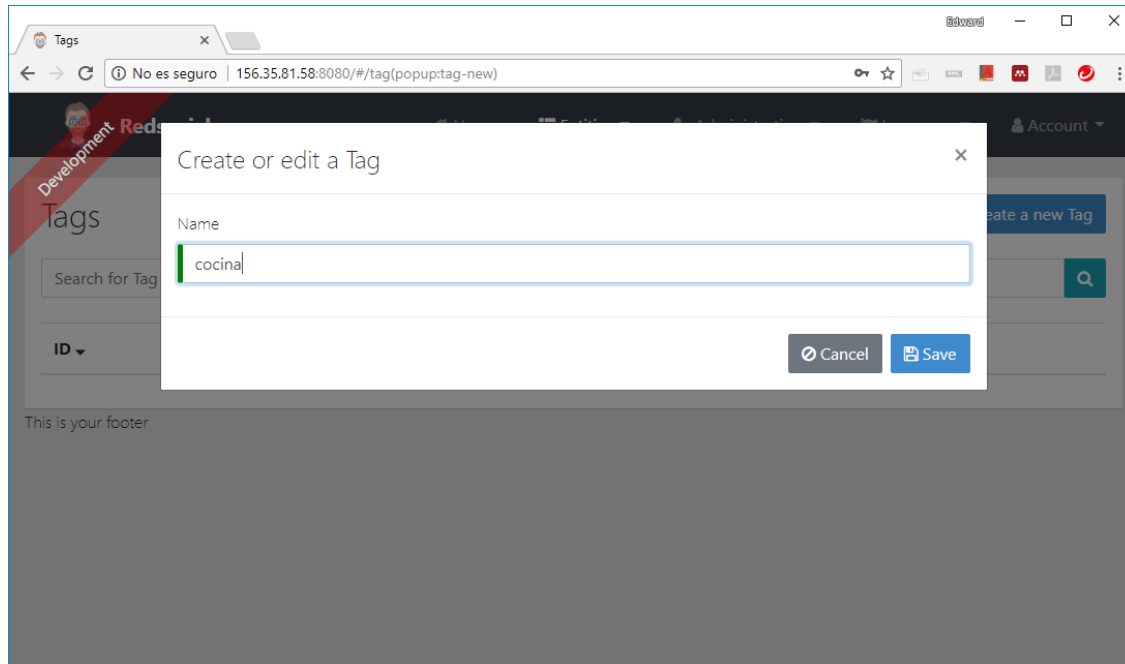 Edward
Tags
No es seguro | 156.35.81.58:8080/#/tag(popup:tag-new)
Development
Account
Create or edit a Tag
Tags
Name
new Tag
cocina
Search for Tag
ID
Cancel
Save
This is your footer